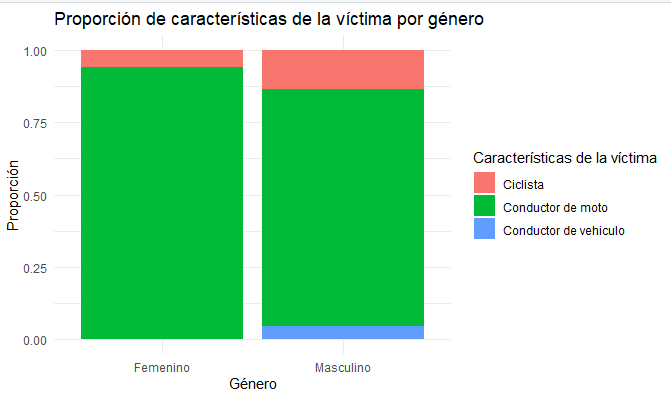 Proporción de características de la víctima por género
Proporción
1.00
0.75
0.50
0.25
0.00
Femenino
Masculino
Género
Características de la víctima
Ciclista
Conductor de moto
Conductor de vehiculo